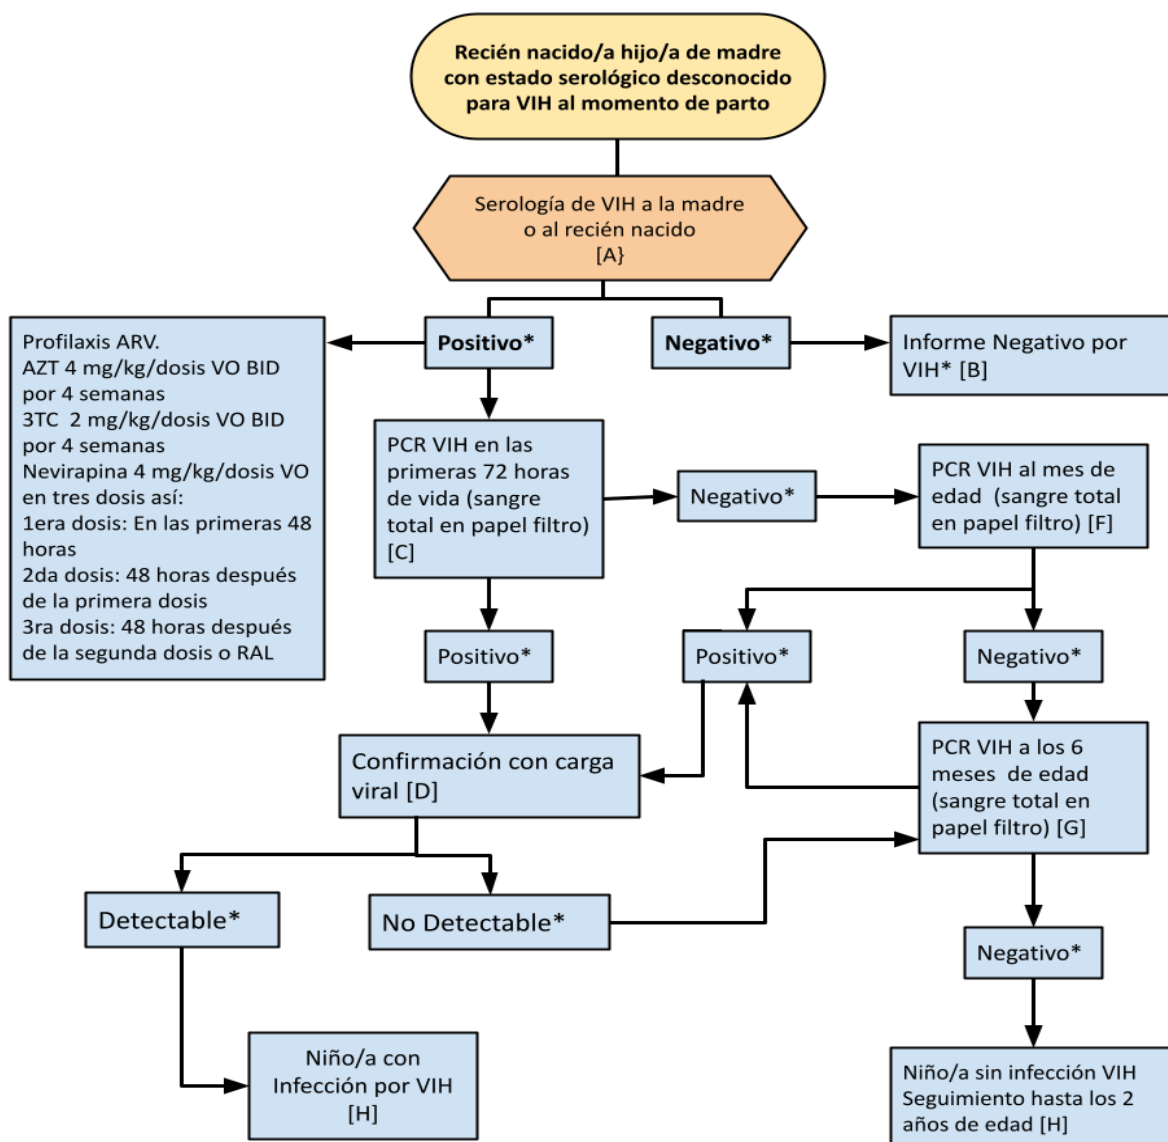 Recién nacido/a hijo/a de madre
con estado serológico desconocido
para VIH al momento de parto
Serología de VIH a la madre
o al recién nacido
[A}
Profilaxis ARV.
AZT 4 mg/kg/dosis VO BID
por 4 semanas
3TC  2 mg/kg/dosis VO BID
por 4 semanas
Nevirapina 4 mg/kg/dosis VO
en tres dosis así:
1era dosis: En las primeras 48
horas
2da dosis: 48 horas después
de la primera dosis
3ra dosis: 48 horas después
de la segunda dosis o RAL
Positivo*
Negativo*
Informe Negativo por
VIH* [B]
PCR VIH en las
primeras 72 horas
de vida (sangre
total en papel filtro)
[C]
Negativo*
PCR VIH al mes de
edad  (sangre total
en papel filtro) [F]
Positivo*
Positivo*
Negativo*
Confirmación con carga
viral [D]
PCR VIH a los 6
meses  de edad
(sangre total en
papel filtro) [G]
Detectable*
No Detectable*
Negativo*
Niño/a con
Infección por VIH
[H]
Niño/a sin infección VIH
Seguimiento hasta los 2
años de edad [H]